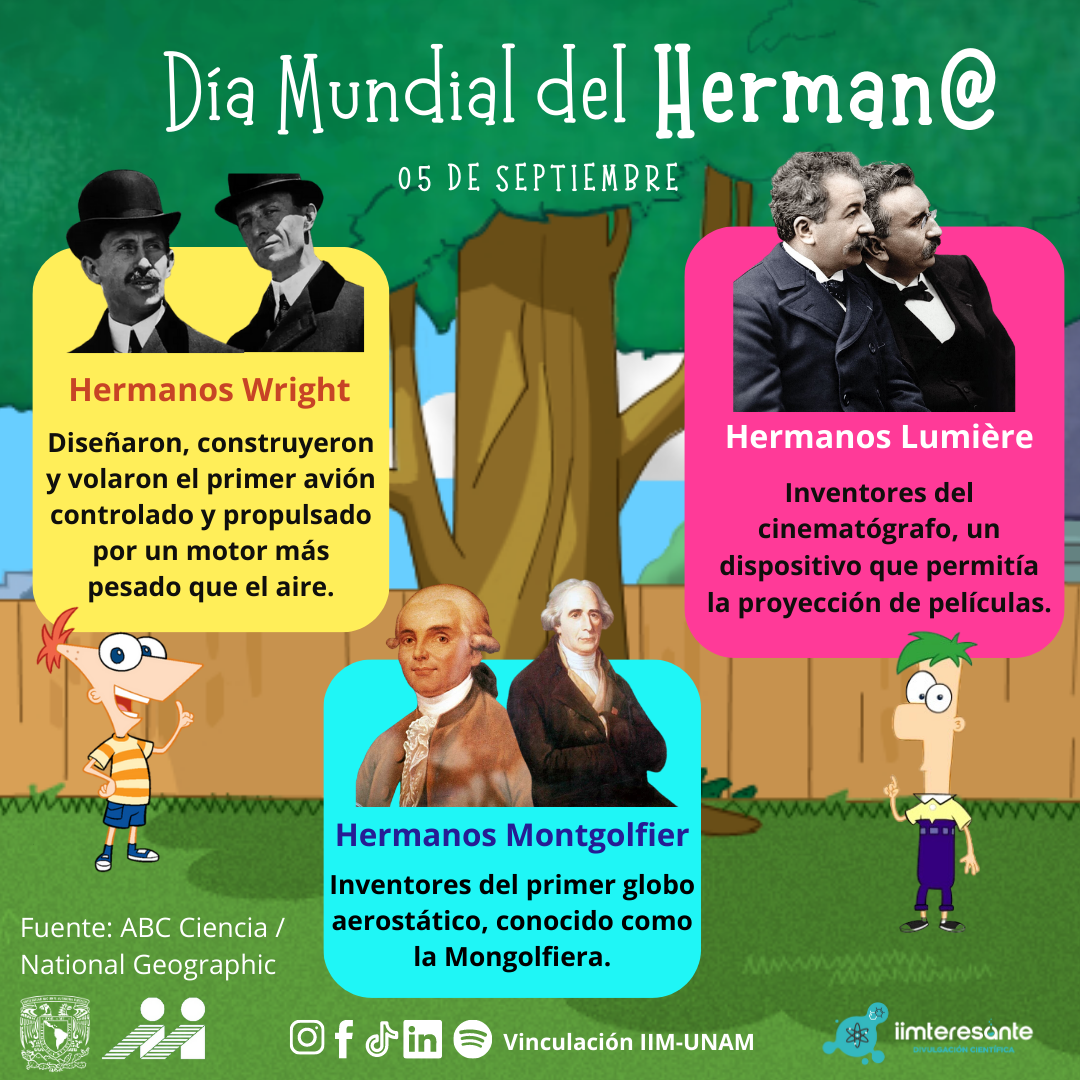 Día Mundial del Herman@
05 DE SEPTIEMBRE
Hermanos Wright
Diseñaron, construyeron
y volaron el primer avión
controlado y propulsado
por un motor más
pesado que el aire.
Hermanos Lumière
Inventores del
cinematógrafo, un
dispositivo que permitía
la proyección de películas.
Hermanos Montgolfier
Inventores del primer globo
aerostático, conocido como
la Mongolfiera.
Fuente: ABC Ciencia /
National Geographic
Vinculación IIM-UNAM
iimteresante
DIVULGACIÓN CIENTÍFICA